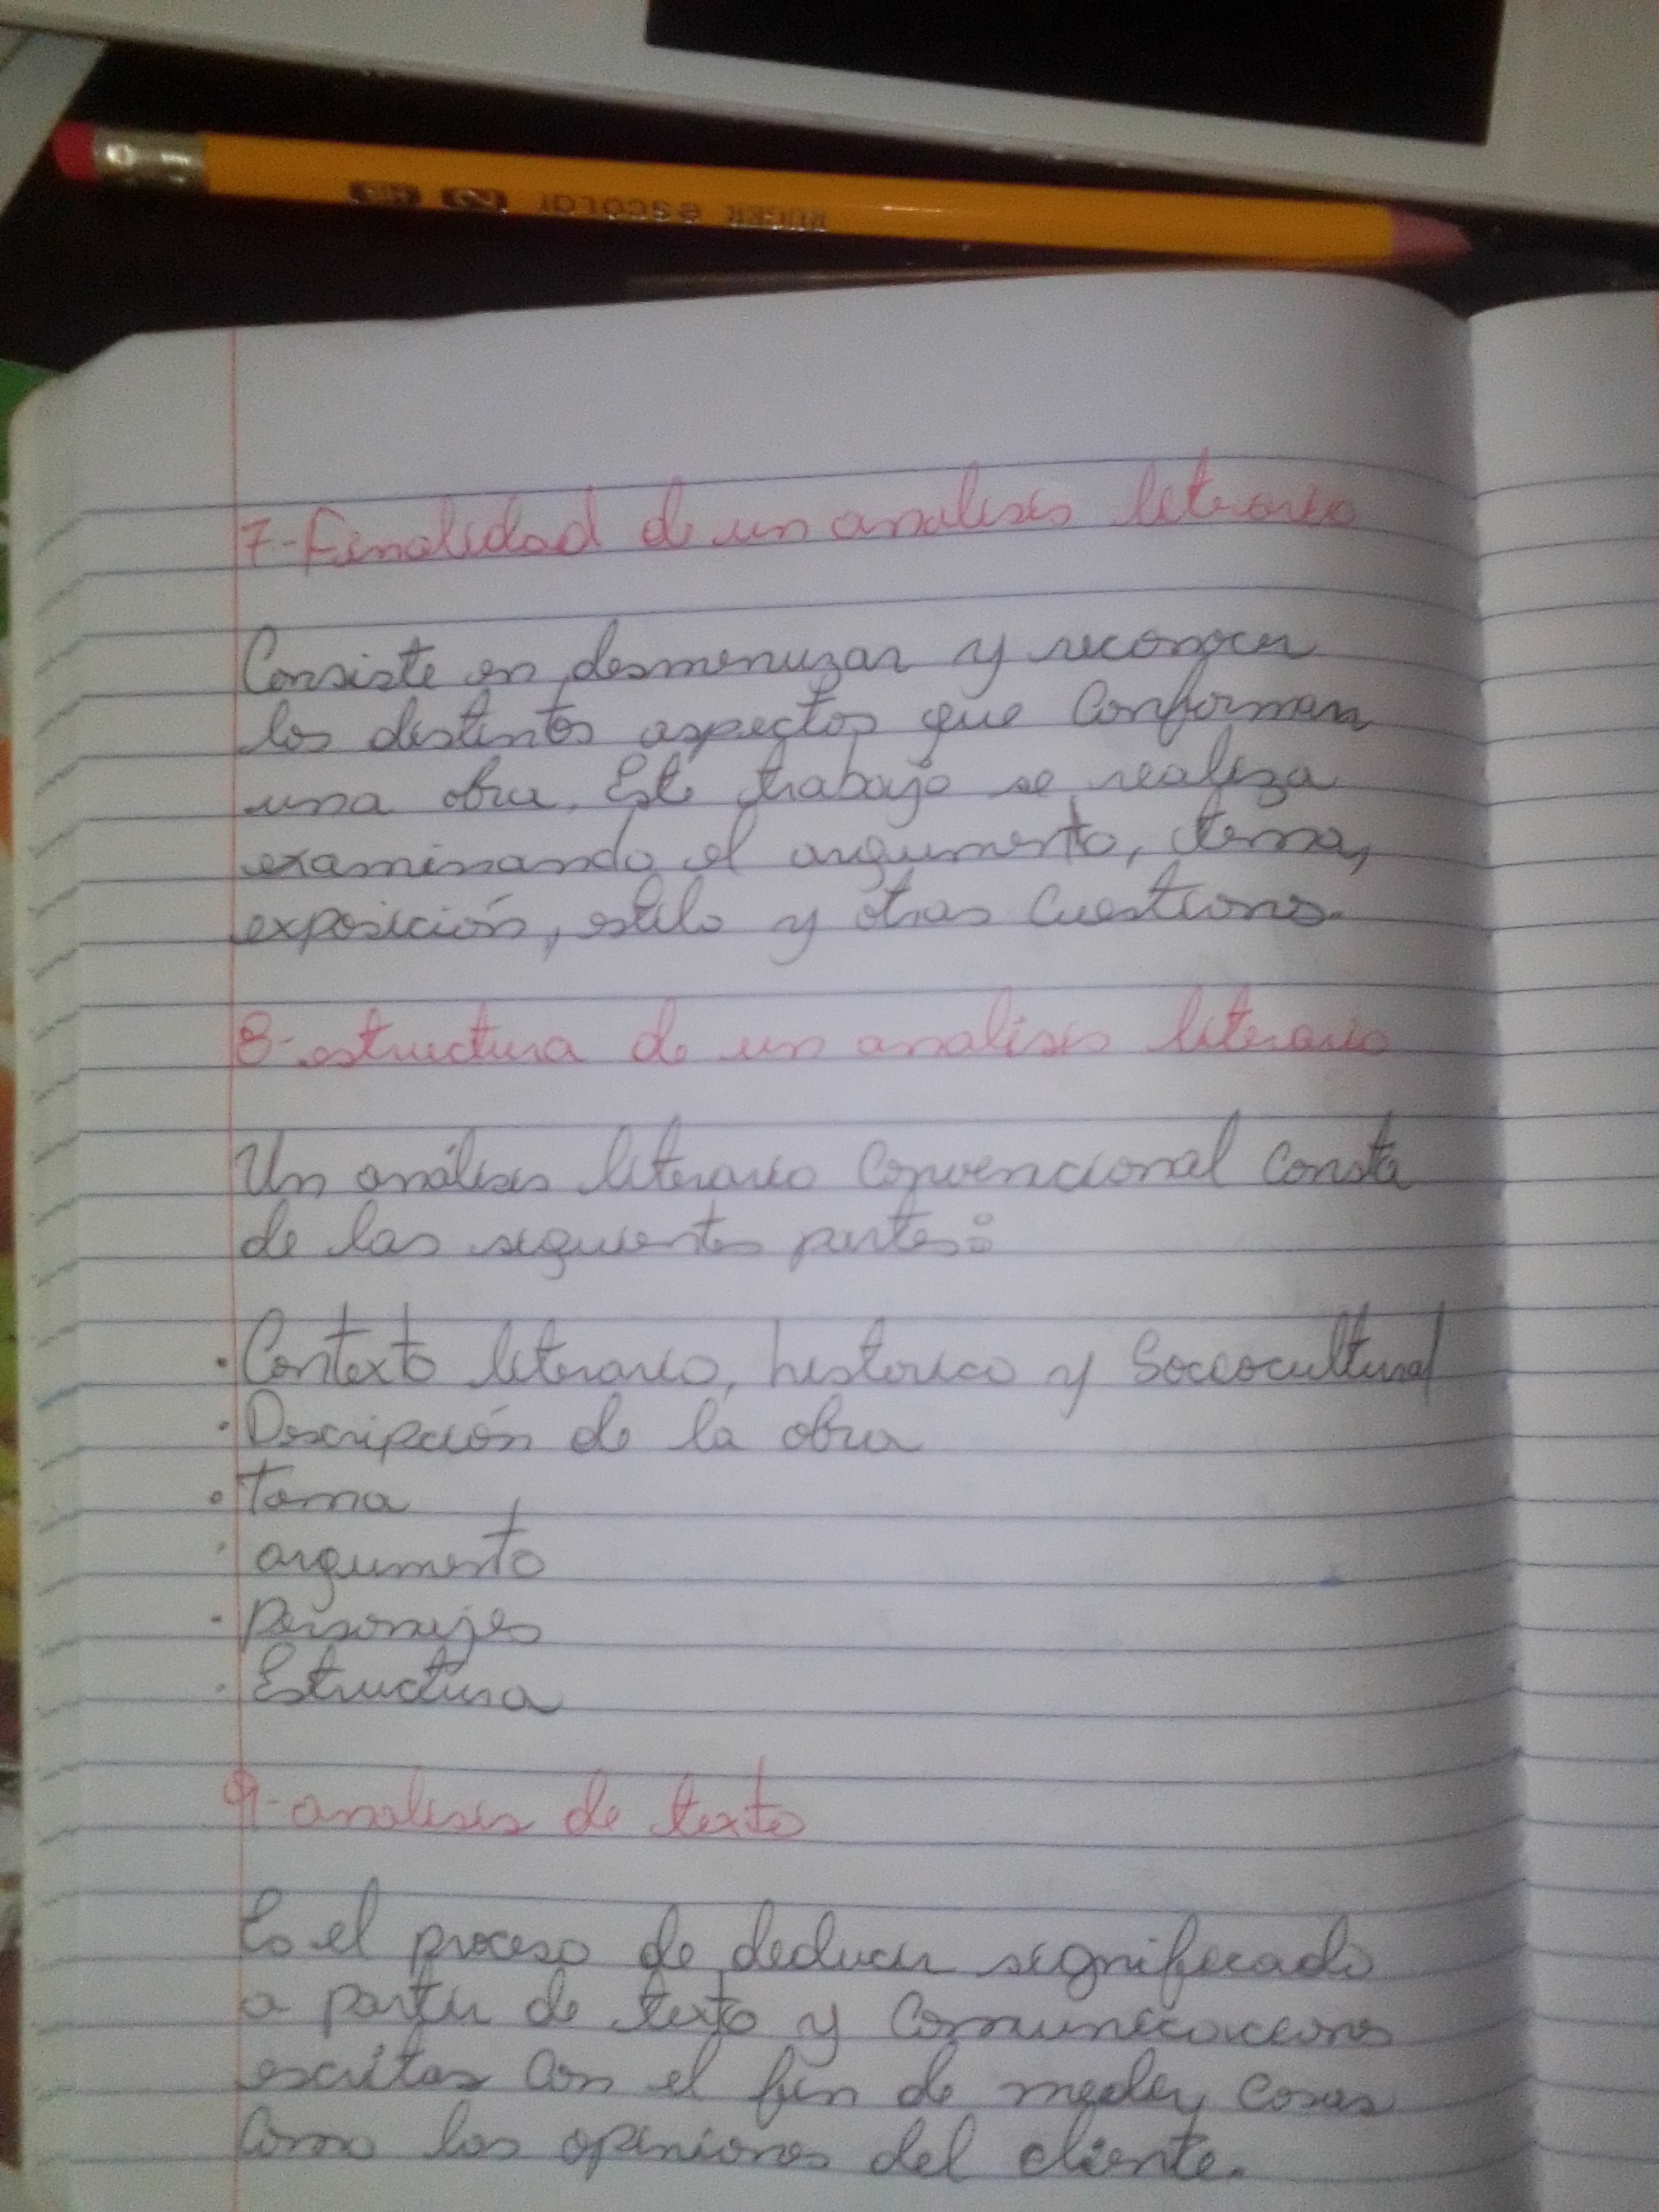 KUGER escolar HB 2
7-Finalidad de un analisis literario
Consiste en desmenuzar y reconocer
los distintos aspectos que conforman
una obra. Este trabajo se realiza
examinando el argumento, tema,
exposición, estilo y otras cuestiones.
8-estructura de un analisis literario
Un análisis literario convencional consta
de las siguientes partes:
• Contexto literario, historico y Sociocultural
• Descripción de la obra
• Tema
• argumento
• Personajes
• Estructura
9-analisis de texto
Es el proceso de deducir significado
a partir de texto y comunicaciones
escritas con el fin de medir cosas
como las opiniones del cliente.